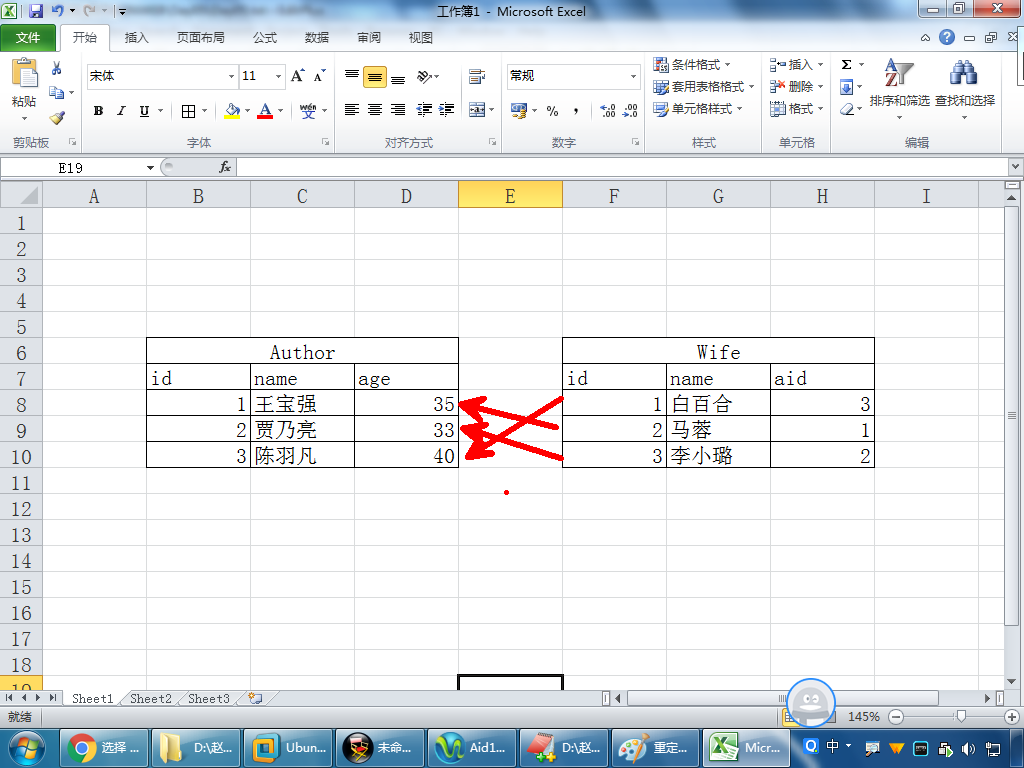 工作簿1 - Microsoft Excel
文件 开始 插入 页面布局 公式 数据 审阅 视图
宋体 11 A A 常规 条件格式 插入 Σ
粘贴 套用表格格式 删除 排序和筛选 查找和选择
B I U A wén 文 % , 单元格样式 格式
剪贴板 字体 对齐方式 数字 样式 单元格 编辑
E19 fx
A B C D E F G H I
1
2
3
4
5
6 Author Wife
7 id name age id name aid
8 1 王宝强 35 1 白百合 3
9 2 贾乃亮 33 2 马蓉 1
10 3 陈羽凡 40 3 李小璐 2
11
12
13
14
15
16
17
18
19
Sheet1 Sheet2 Sheet3
就绪 145%
选择 ... D:\赵... Ubun... 未命... Aid1... D:\赵... 重定... Micr... 中